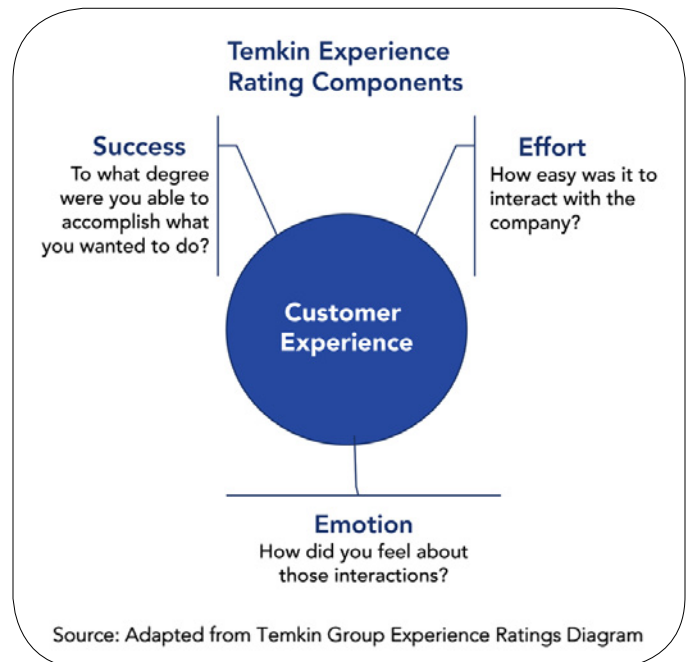 Temkin Experience
Rating Components
Success
To what degree
were you able to
accomplish what
you wanted to do?
Effort
How easy was it to
interact with the
company?
Customer
Experience
Emotion
How did you feel about
those interactions?
Source: Adapted from Temkin Group Experience Ratings Diagram